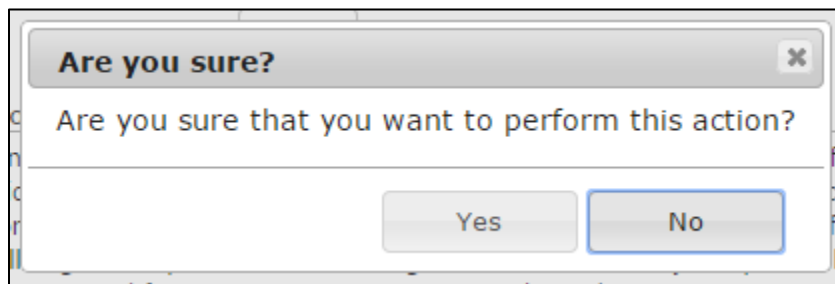 Are you sure?
Are you sure that you want to perform this action?
Yes
No